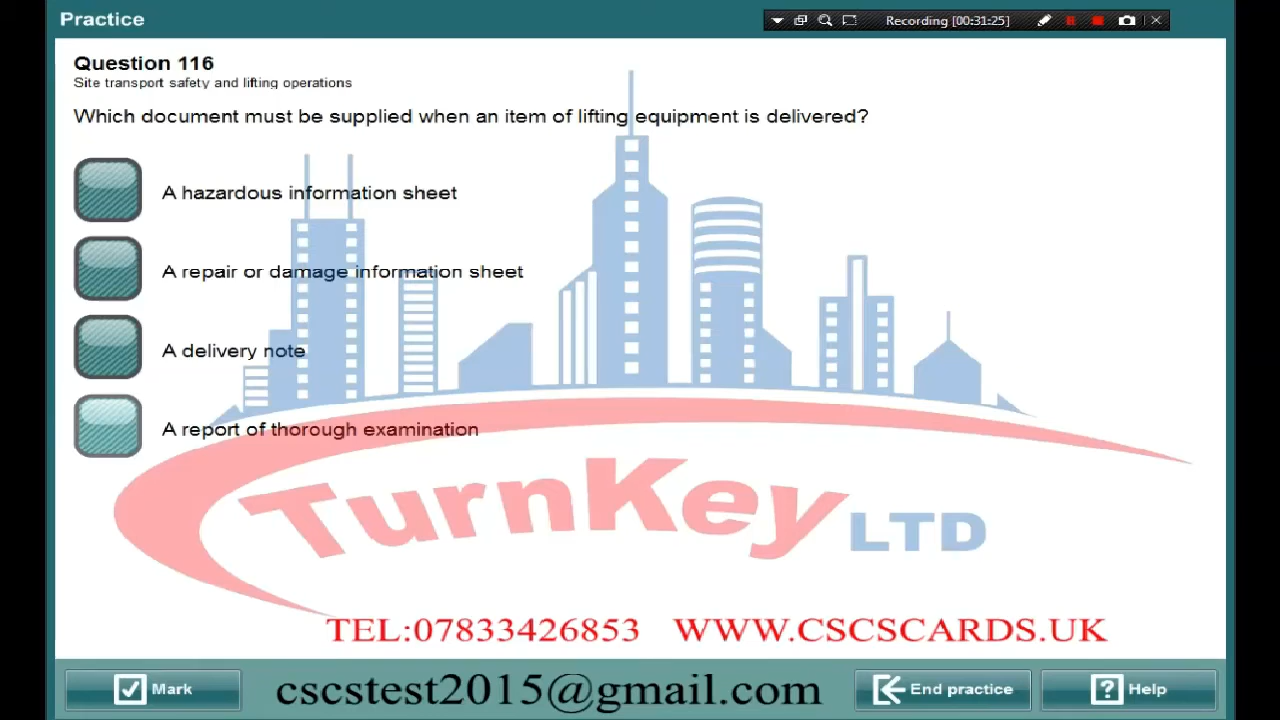 Practice
Recording [00:31:25]
Question 116
Site transport safety and lifting operations
Which document must be supplied when an item of lifting equipment is delivered?
A hazardous information sheet
A repair or damage information sheet
A delivery note
A report of thorough examination
TurnKey LTD
TEL:07833426853 WWW.CSCSCARDS.UK
Mark
cscstest2015@gmail.com
End practice
Help